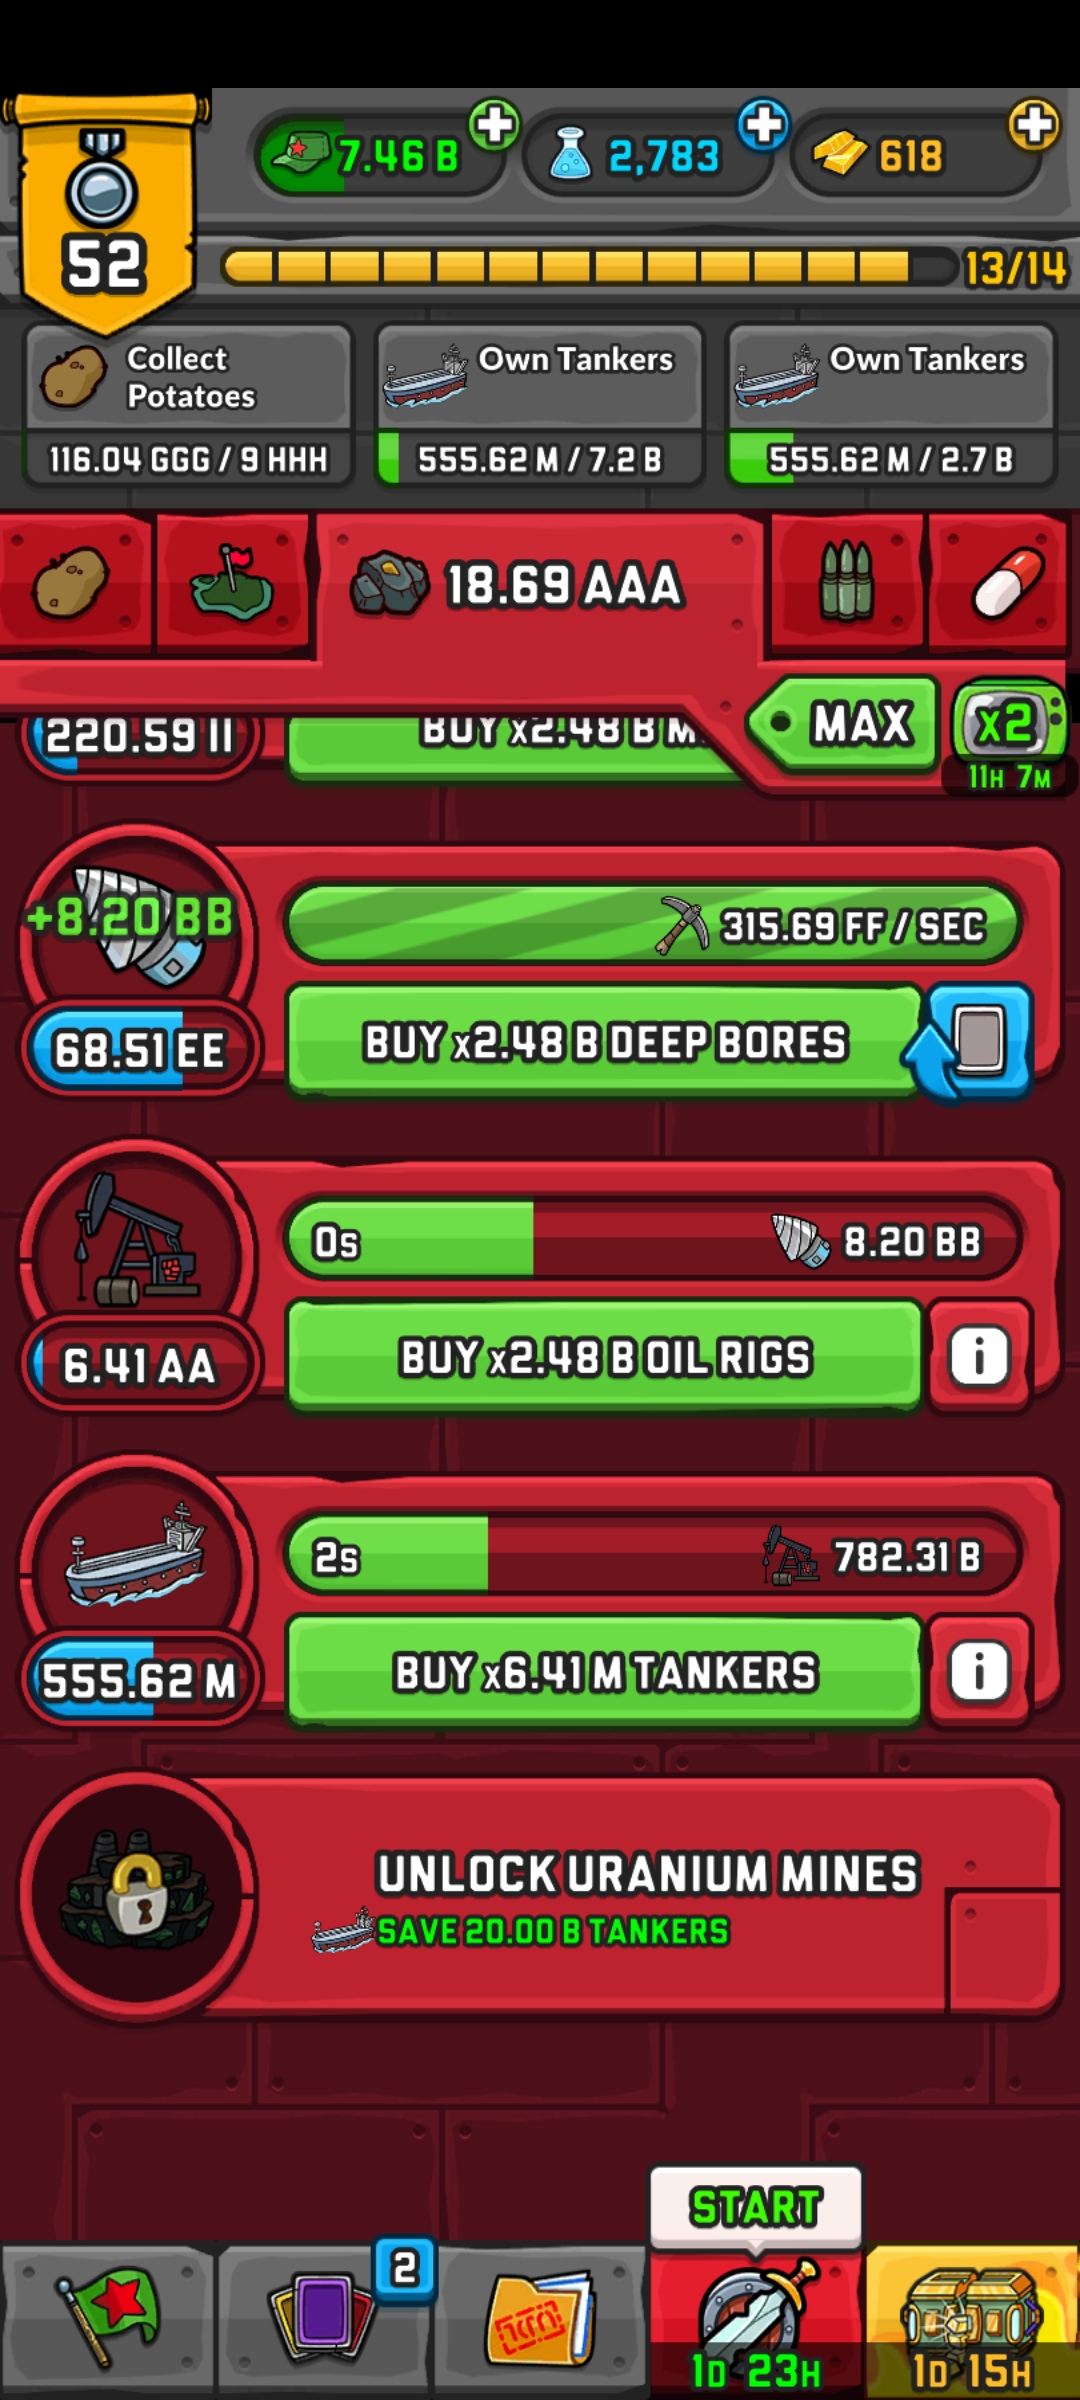 7.46 B
2,783
618
52
13/14
Collect
Potatoes
116.04 GGG / 9 HHH
Own Tankers
555.62 M / 7.2 B
Own Tankers
555.62 M / 2.7 B
18.69 AAA
MAX
x2
11H 7M
220.59 II
BUY x2.48 B M
+8.20 BB
315.69 FF / SEC
68.51 EE
BUY x2.48 B DEEP BORES
0s
8.20 BB
6.41 AA
BUY x2.48 B OIL RIGS
i
2s
782.31 B
555.62 M
BUY x6.41 M TANKERS
i
UNLOCK URANIUM MINES
SAVE 20.00 B TANKERS
START
2
1D 23H
1D 15H